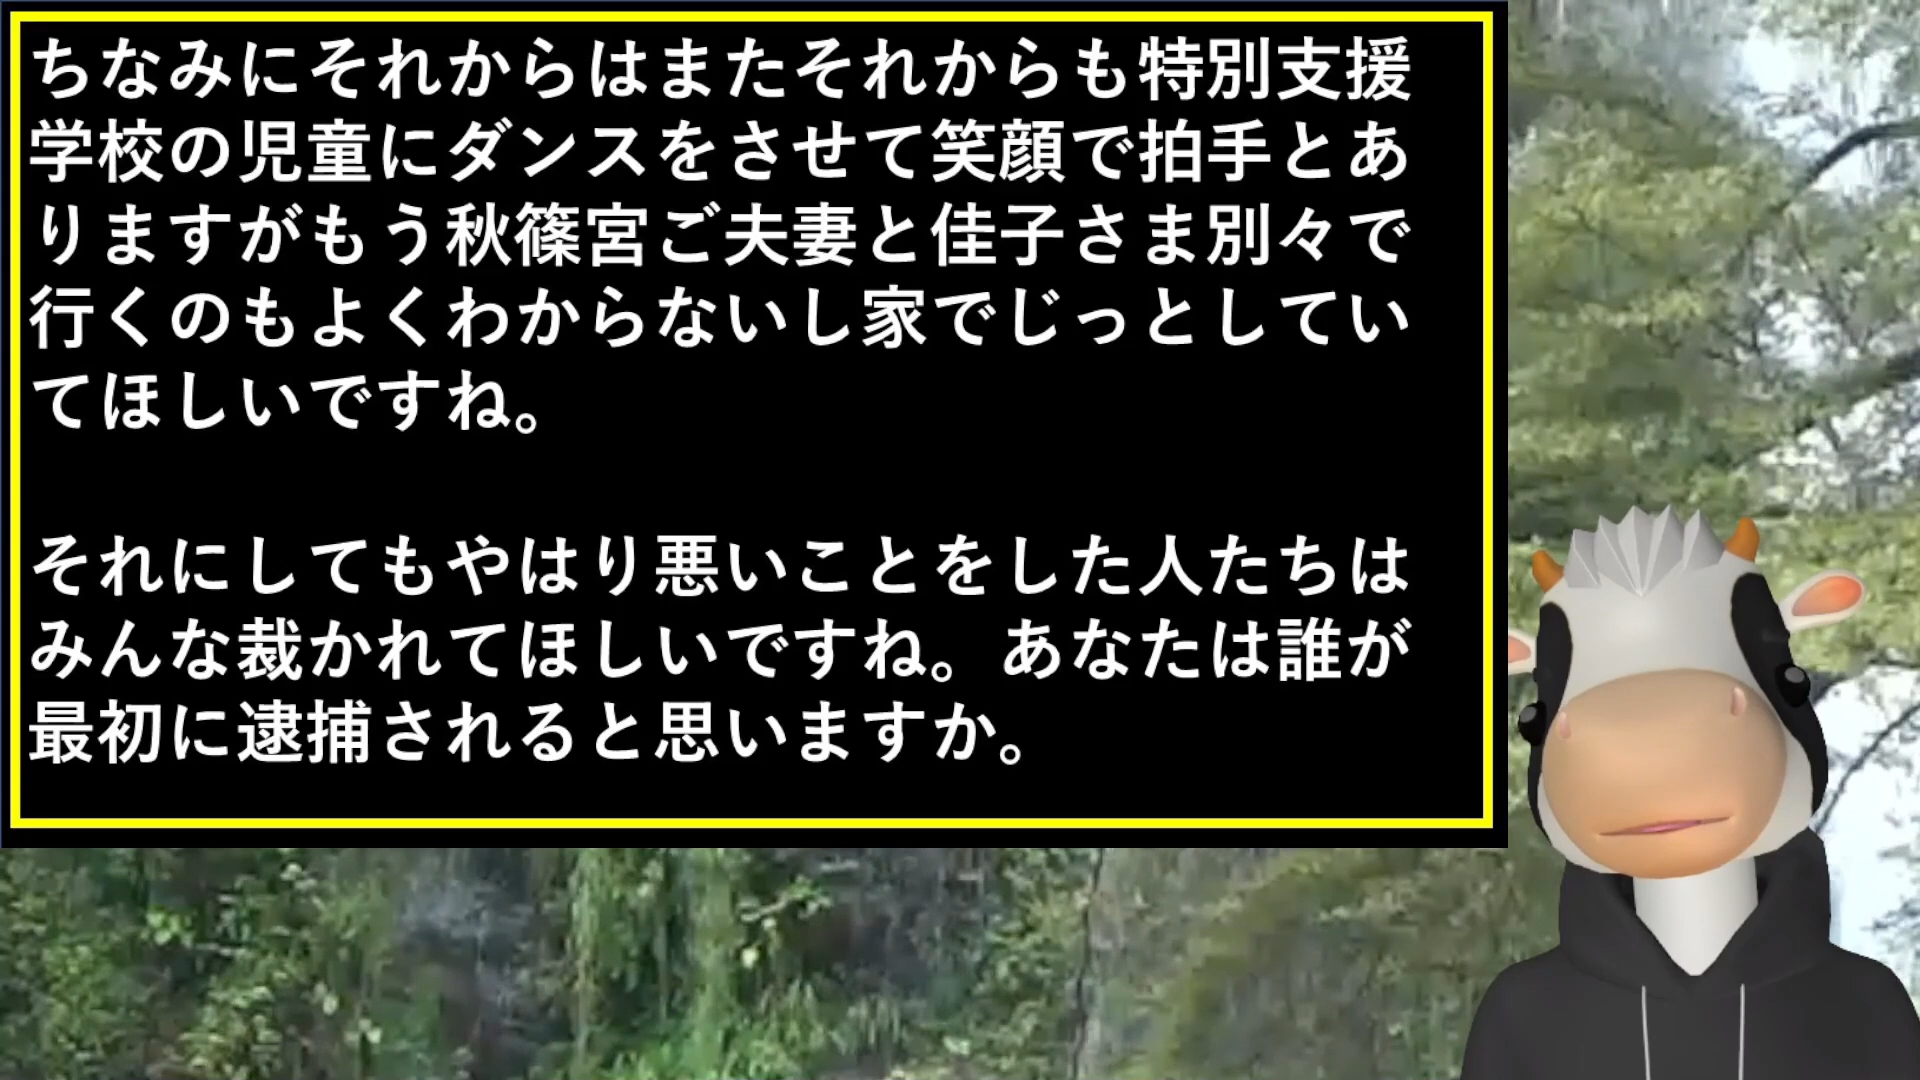 ちなみにそれからはまたそれからも特別支援
学校の児童にダンスをさせて笑顔で拍手とあ
りますがもう秋篠宮ご夫妻と佳子さま別々で
行くのもよくわからないし家でじっとしてい
てほしいですね。
それにしてもやはり悪いことをした人たちは
みんな裁かれてほしいですね。あなたは誰が
最初に逮捕されると思いますか。